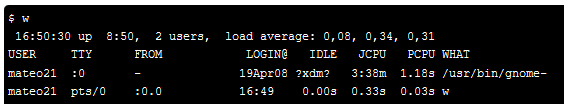 $ w
 16:50:30 up  8:50,  2 users,  load average: 0,08, 0,34, 0,31
USER     TTY      FROM             LOGIN@   IDLE   JCPU   PCPU WHAT
mateo21  :0       -                19Apr08 ?xdm?   3:38m  1.18s /usr/bin/gnome-
mateo21  pts/0    :0.0             16:49    0.00s  0.33s  0.03s w